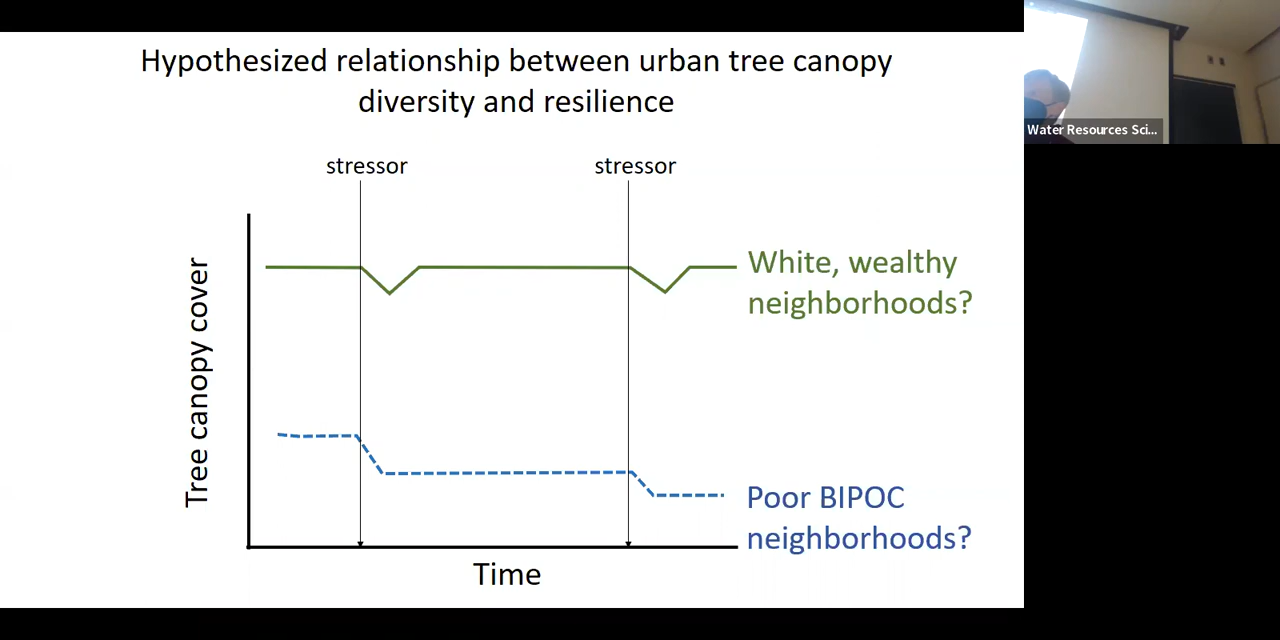 Hypothesized relationship between urban tree canopy
diversity and resilience
stressor
stressor
Tree canopy cover
White, wealthy
neighborhoods?
Poor BIPOC
neighborhoods?
Time
Water Resources Sci...